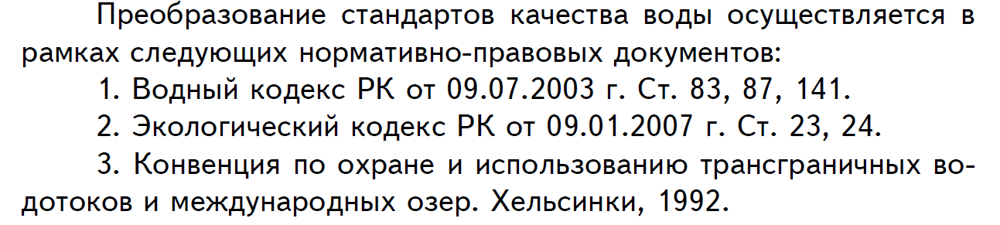 Преобразование стандартов качества воды осуществляется в
рамках следующих нормативно-правовых документов:
1. Водный кодекс РК от 09.07.2003 г. Ст. 83, 87, 141.
2. Экологический кодекс РК от 09.01.2007 г. Ст. 23, 24.
3. Конвенция по охране и использованию трансграничных во-
дотоков и международных озер. Хельсинки, 1992.